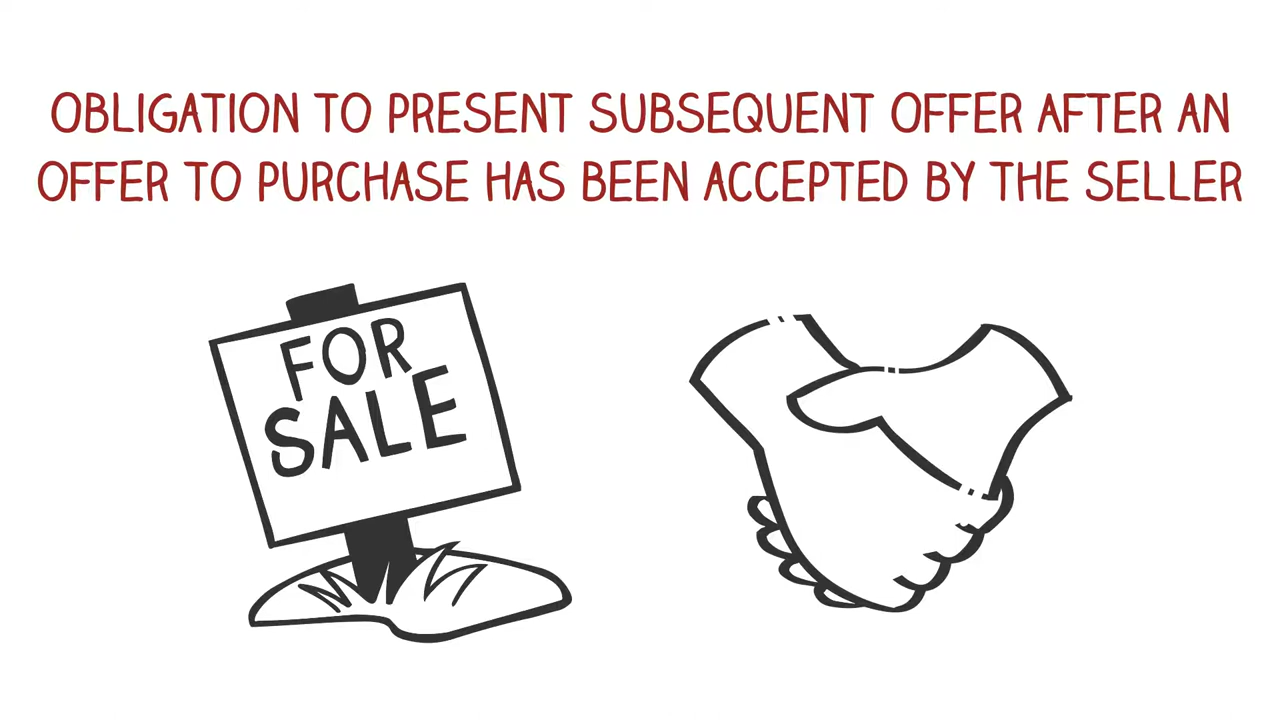 OBLIGATION TO PRESENT SUBSEQUENT OFFER AFTER AN
OFFER TO PURCHASE HAS BEEN ACCEPTED BY THE SELLER
FOR
SALE